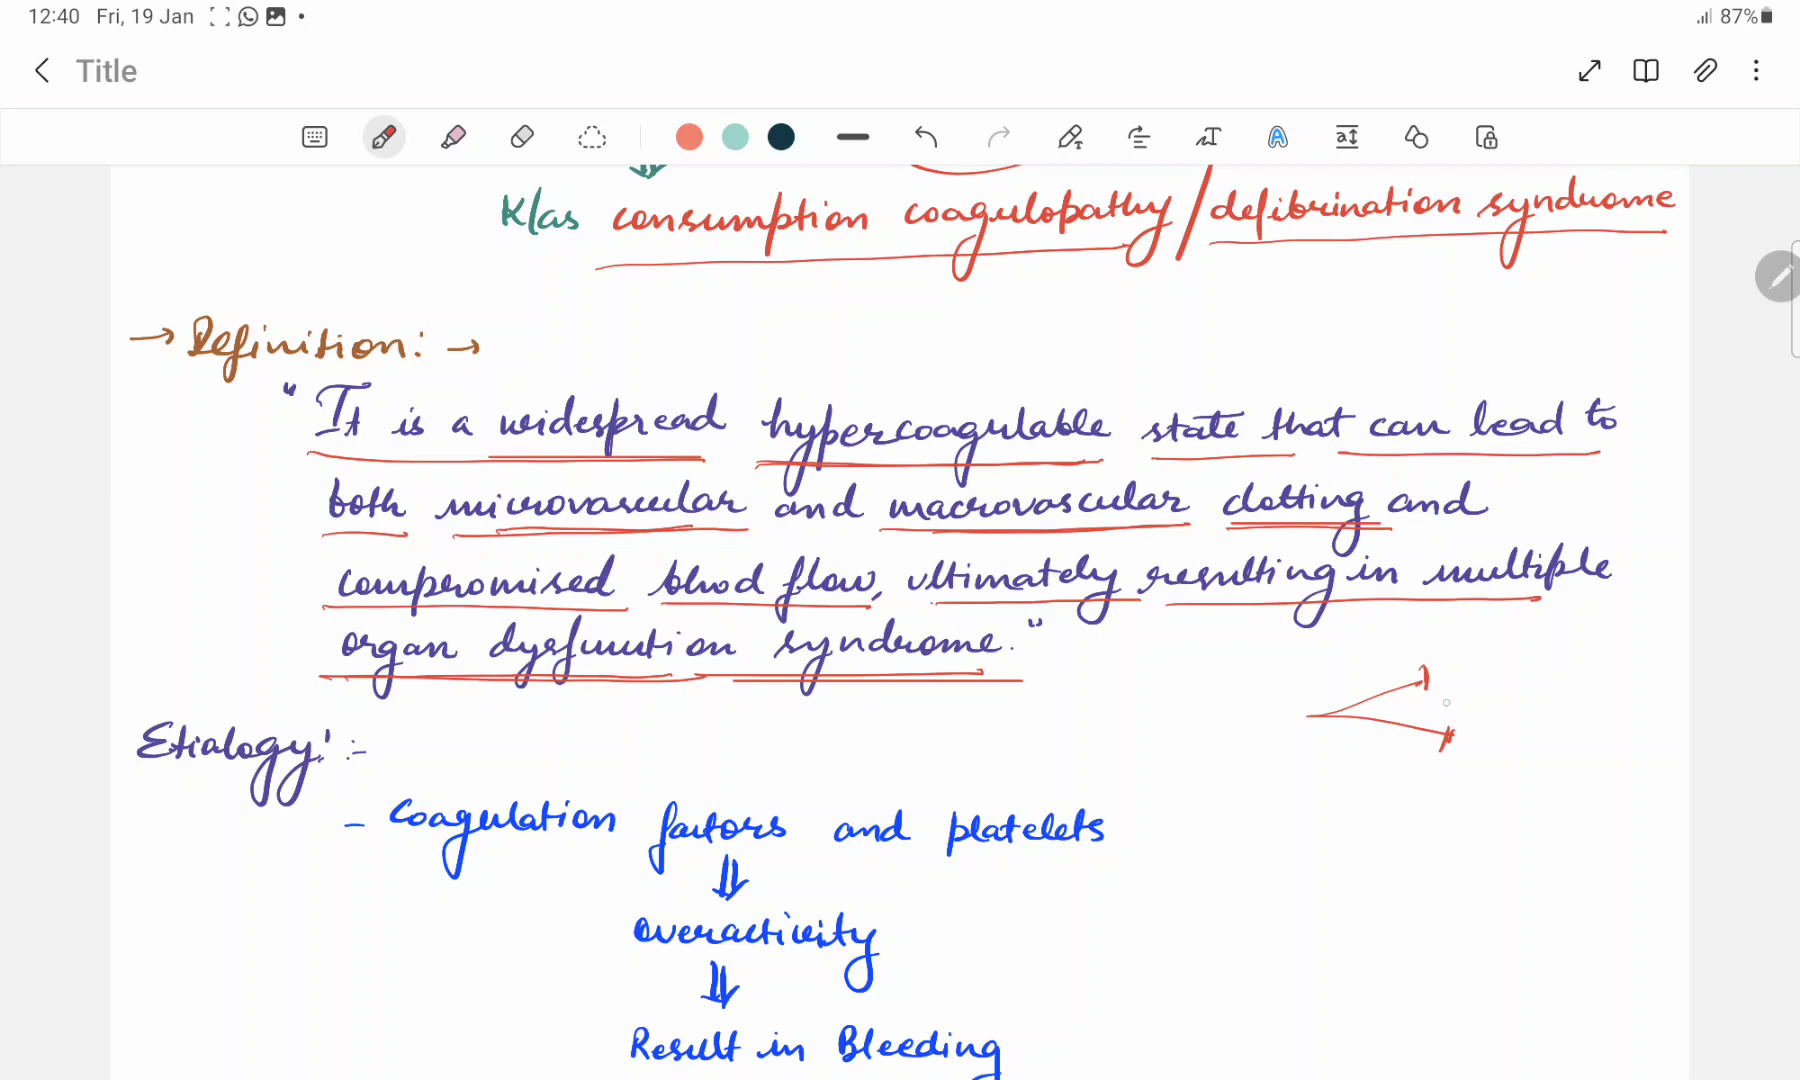 12:40 Fri, 19 Jan 87%
Title
K/as consumption coagulopathy/defibrination syndrome
→ Definition: →
"It is a widespread hypercoagulable state that can lead to
both microvascular and macrovascular clotting and
compromised blood flow, ultimately resulting in multiple
organ dysfunction syndrome."
Etialogy: :-
- Coagulation factors and platelets
⇓
Overactivity
⇓
Result in Bleeding